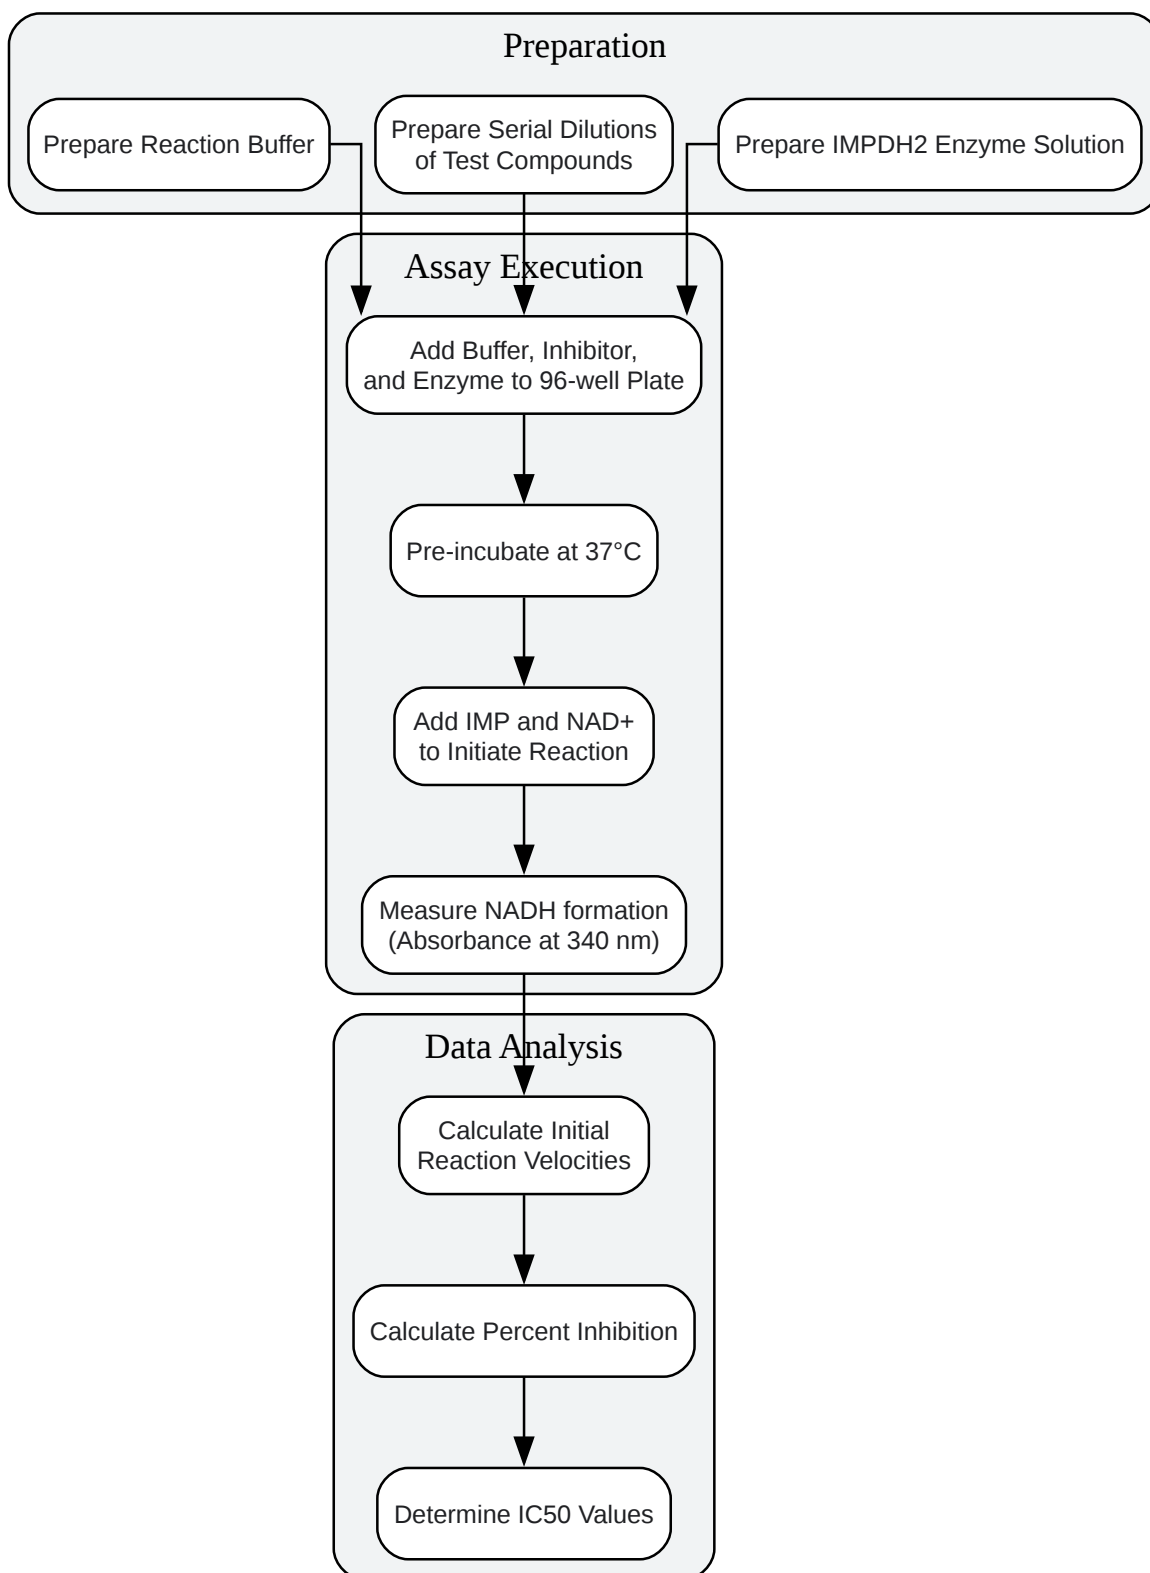 Preparation
Prepare Reaction Buffer
Prepare Serial Dilutions
of Test Compounds
Prepare IMPDH2 Enzyme Solution
Assay Execution
Add Buffer, Inhibitor,
and Enzyme to 96-well Plate
Pre-incubate at 37°C
Add IMP and NAD+
to Initiate Reaction
Measure NADH formation
(Absorbance at 340 nm)
Data Analysis
Calculate Initial
Reaction Velocities
Calculate Percent Inhibition
Determine IC50 Values